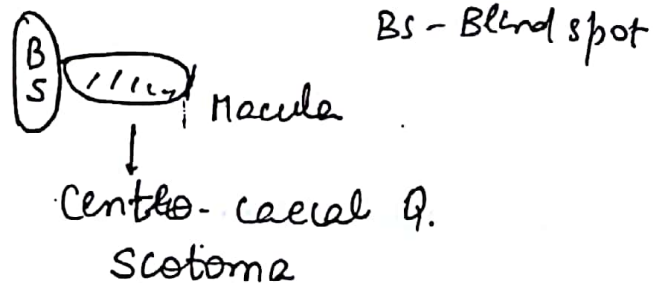 BS - Blind spot
B
S
Macula
Centro-caecal Q.
Scotoma